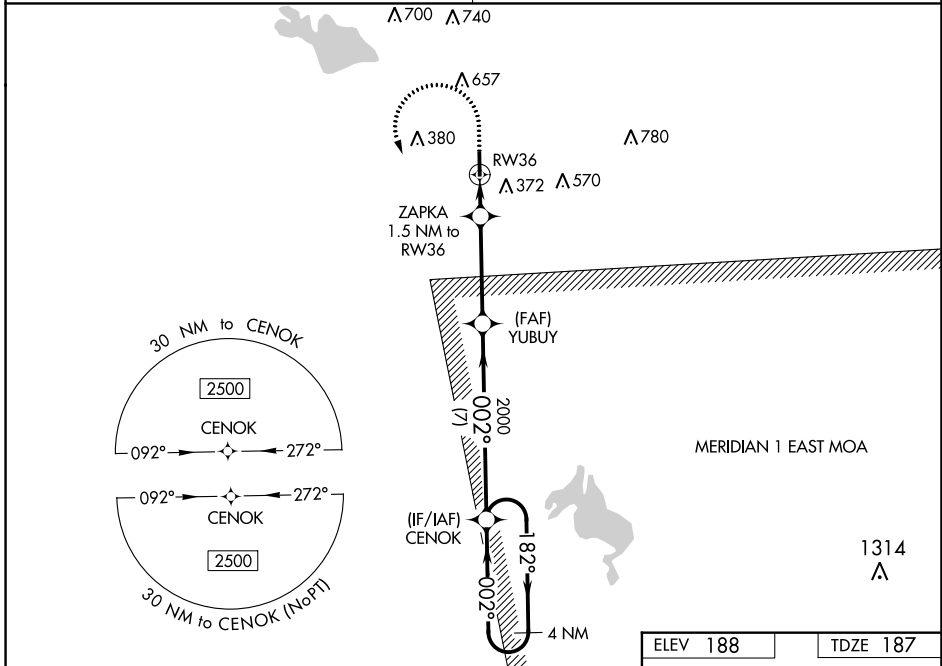 700
740
657
380
780
RW36
372
570
ZAPKA
1.5 NM to
RW36
(FAF)
YUBUY
30 NM to CENOK
2500
CENOK
092°
272°
2000
002°
(7)
MERIDIAN 1 EAST MOA
092°
272°
CENOK
2500
30 NM to CENOK (NoPT)
(IF/IAF)
CENOK
182°
002°
4 NM
1314
ELEV 188
TDZE 187